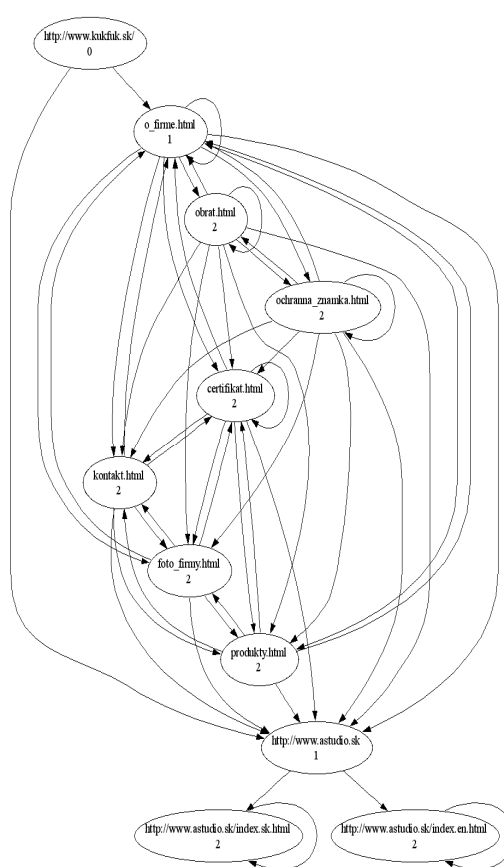 http://www.kukfuk.sk/
0
o_firme.html
1
obrat.html
2
ochranna_znamka.html
2
certifikat.html
2
kontakt.html
2
foto_firmy.html
2
produkty.html
2
http://www.astudio.sk
1
http://www.astudio.sk/index.sk.html
2
http://www.astudio.sk/index.en.html
2